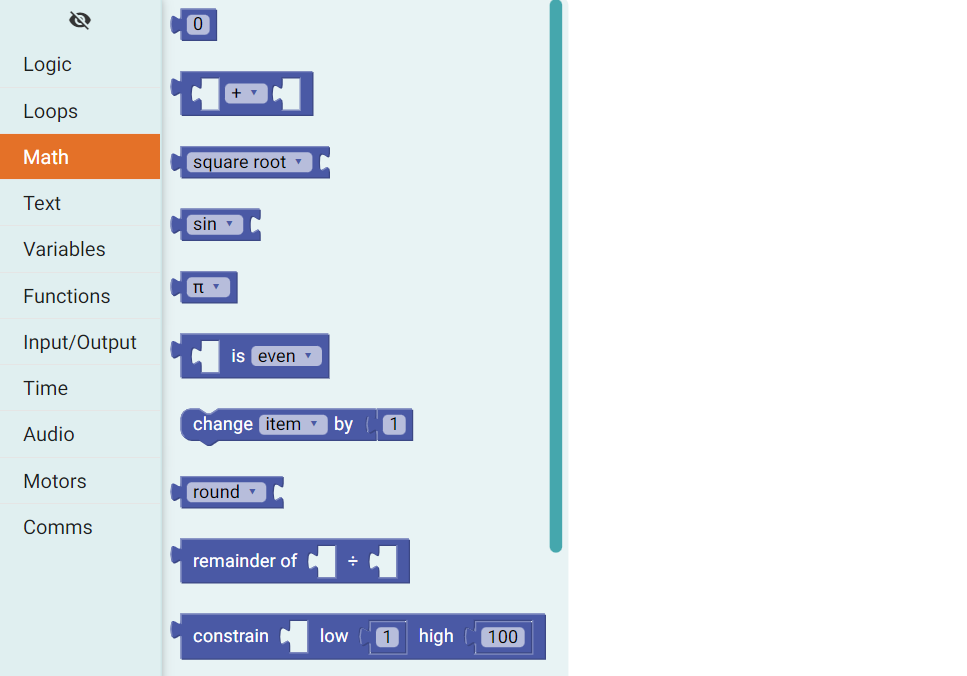 Logic
Loops
Math
Text
Variables
Functions
Input/Output
Time
Audio
Motors
Comms
0
+
square root
sin
π
is even
change item by 1
round
remainder of ÷
constrain low 1 high 100